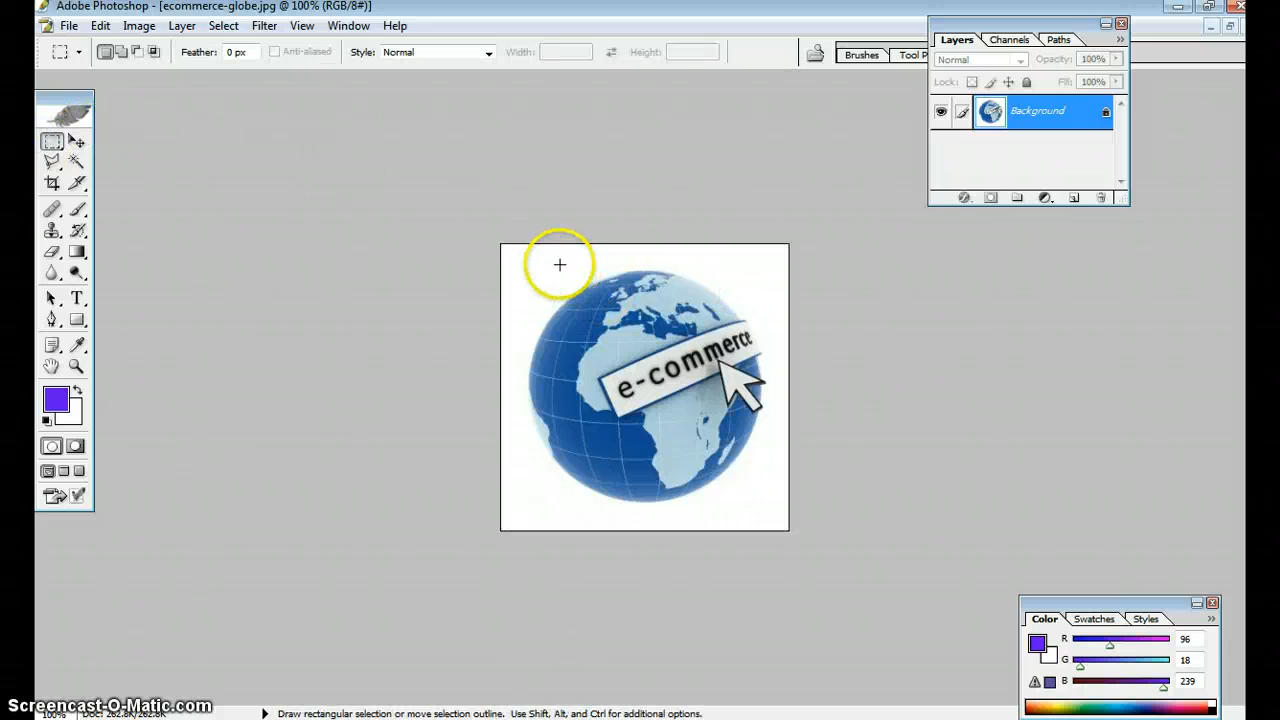 Adobe Photoshop - [ecommerce-globe.jpg @ 100% (RGB/8#)]
File Edit Image Layer Select Filter View Window Help
Feather: 0 px Anti-aliased Style: Normal Width: Height: Brushes Tool P
Layers Channels Paths
Normal Opacity: 100%
Lock: Fill: 100%
Background
e-commerce
Color Swatches Styles
R 96
G 18
B 239
Screencast-O-Matic.com
100% Doc: 262.8K/262.8K Draw rectangular selection or move selection outline. Use Shift, Alt, and Ctrl for additional options.